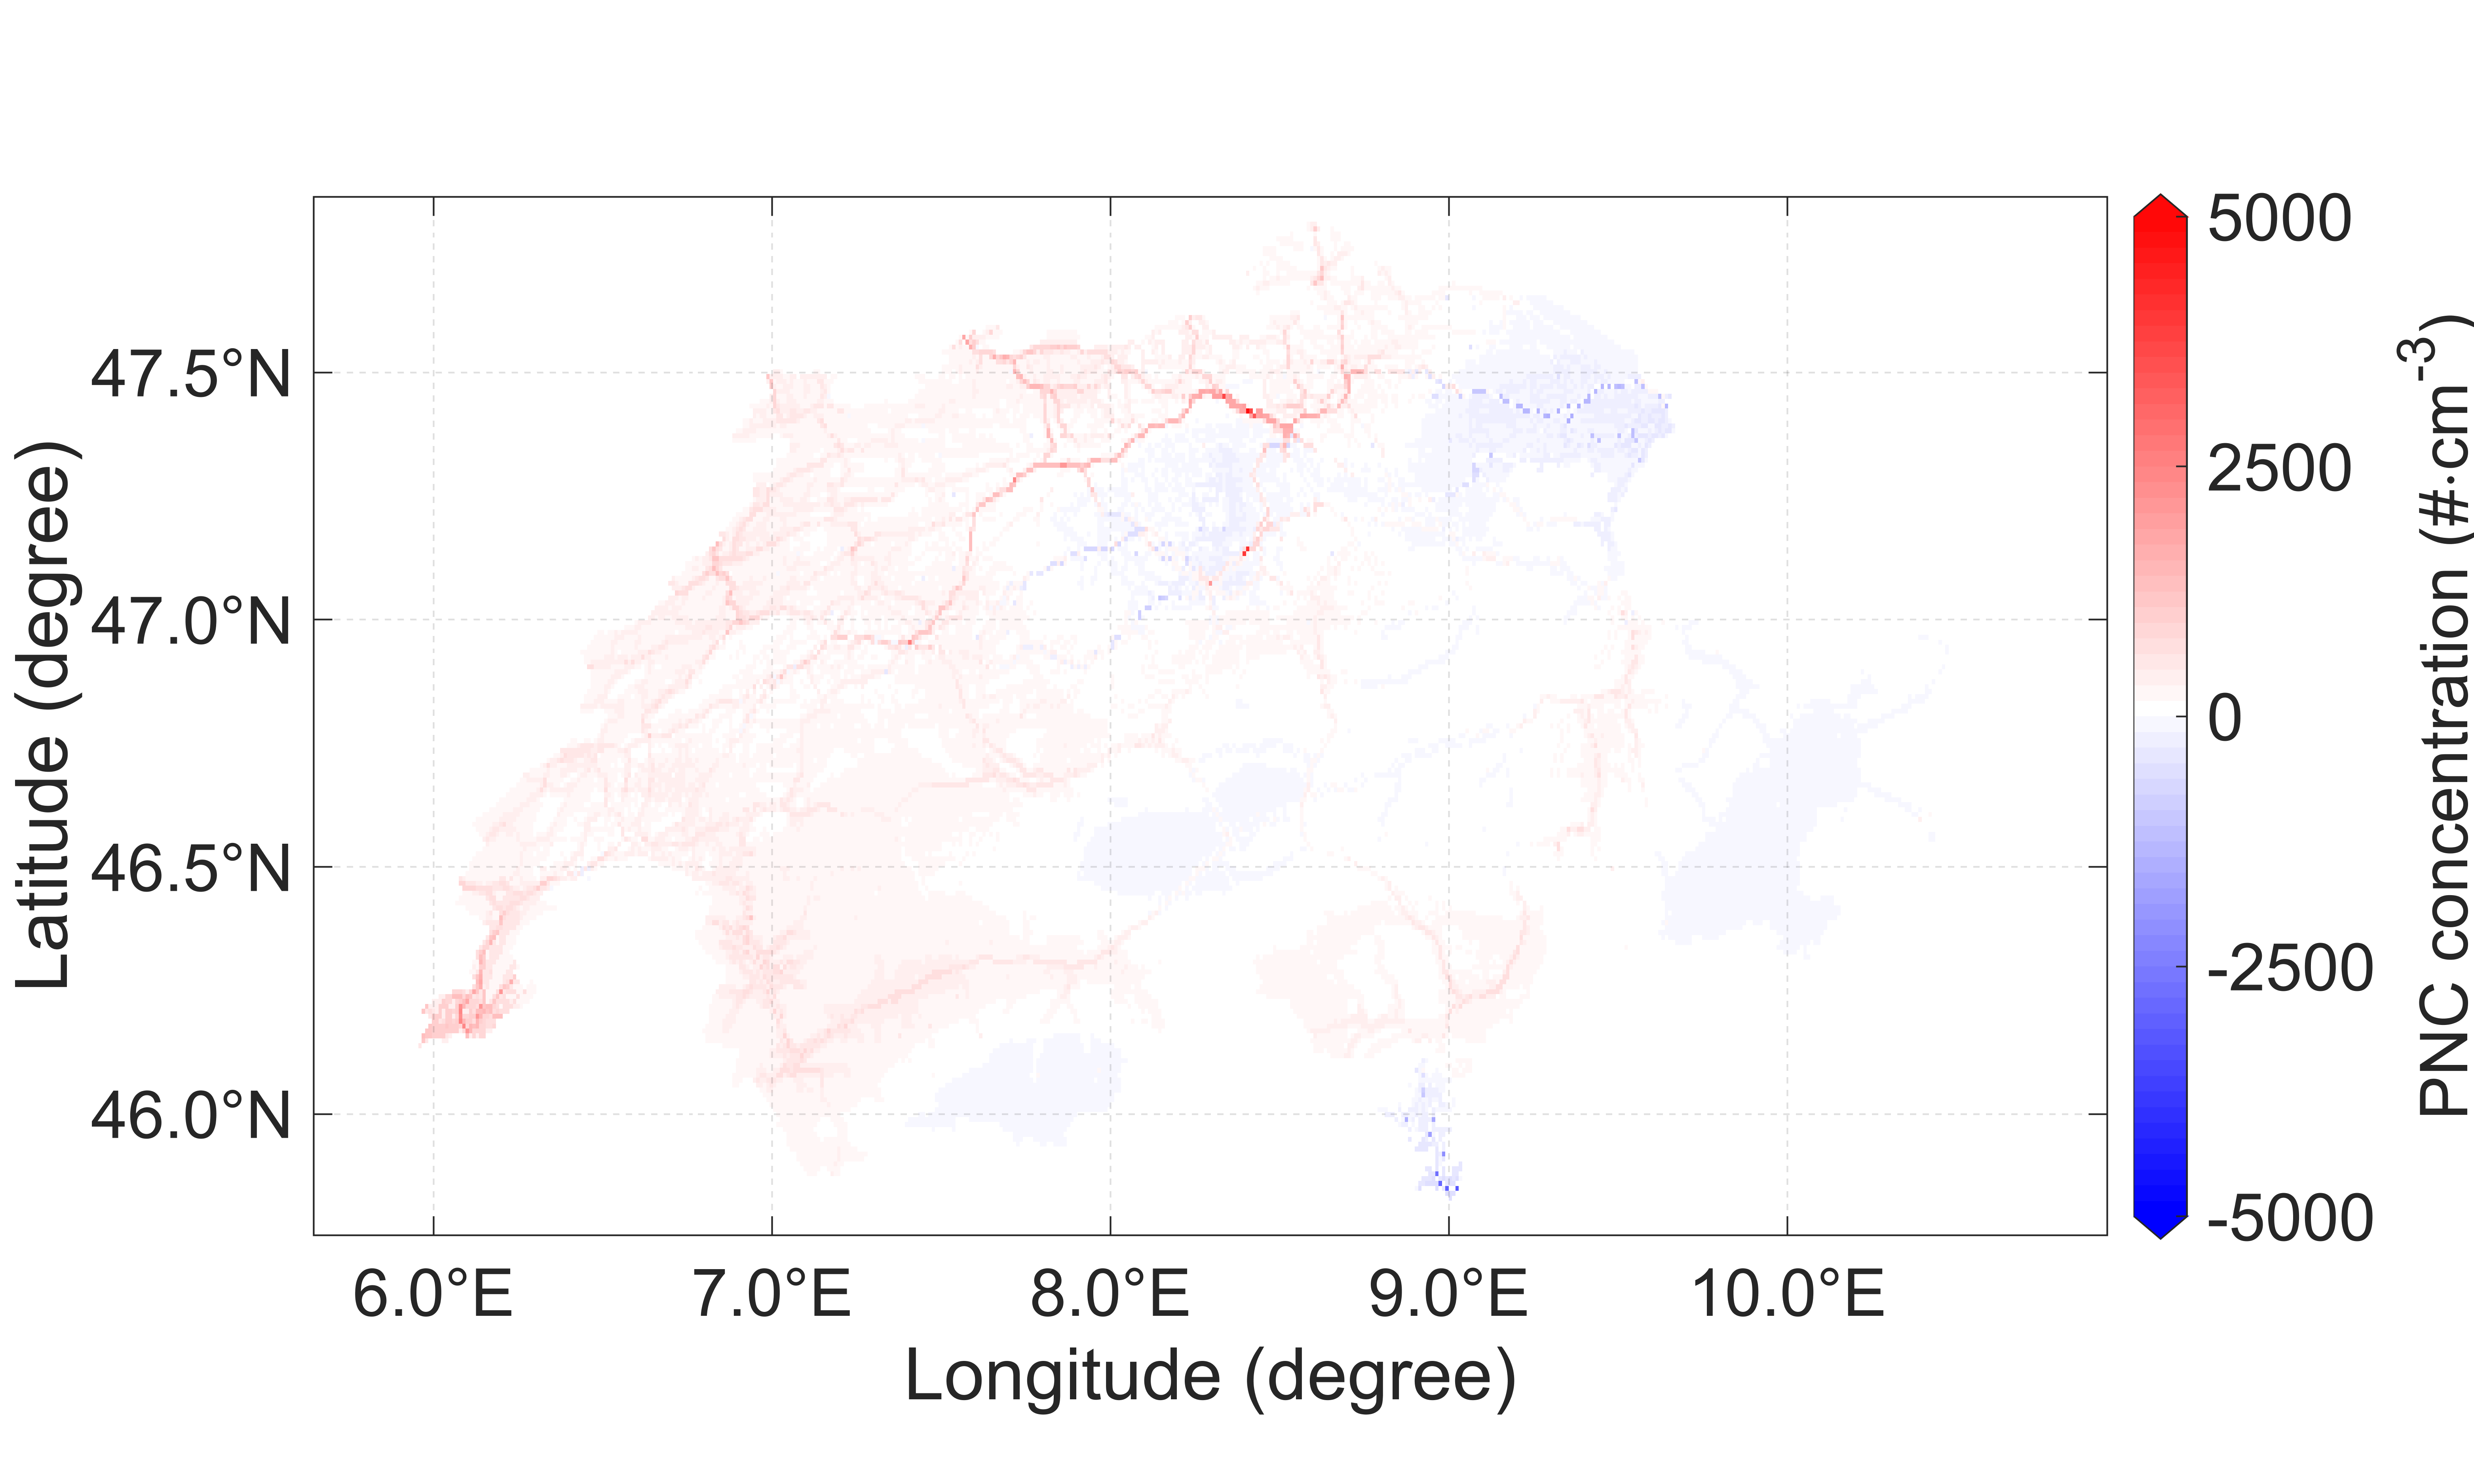 47.5°N
47.0°N
46.5°N
46.0°N
Latitude (degree)
6.0°E 7.0°E 8.0°E 9.0°E 10.0°E
Longitude (degree)
5000
2500
0
-2500
-5000
PNC concentration (#·cm⁻³)